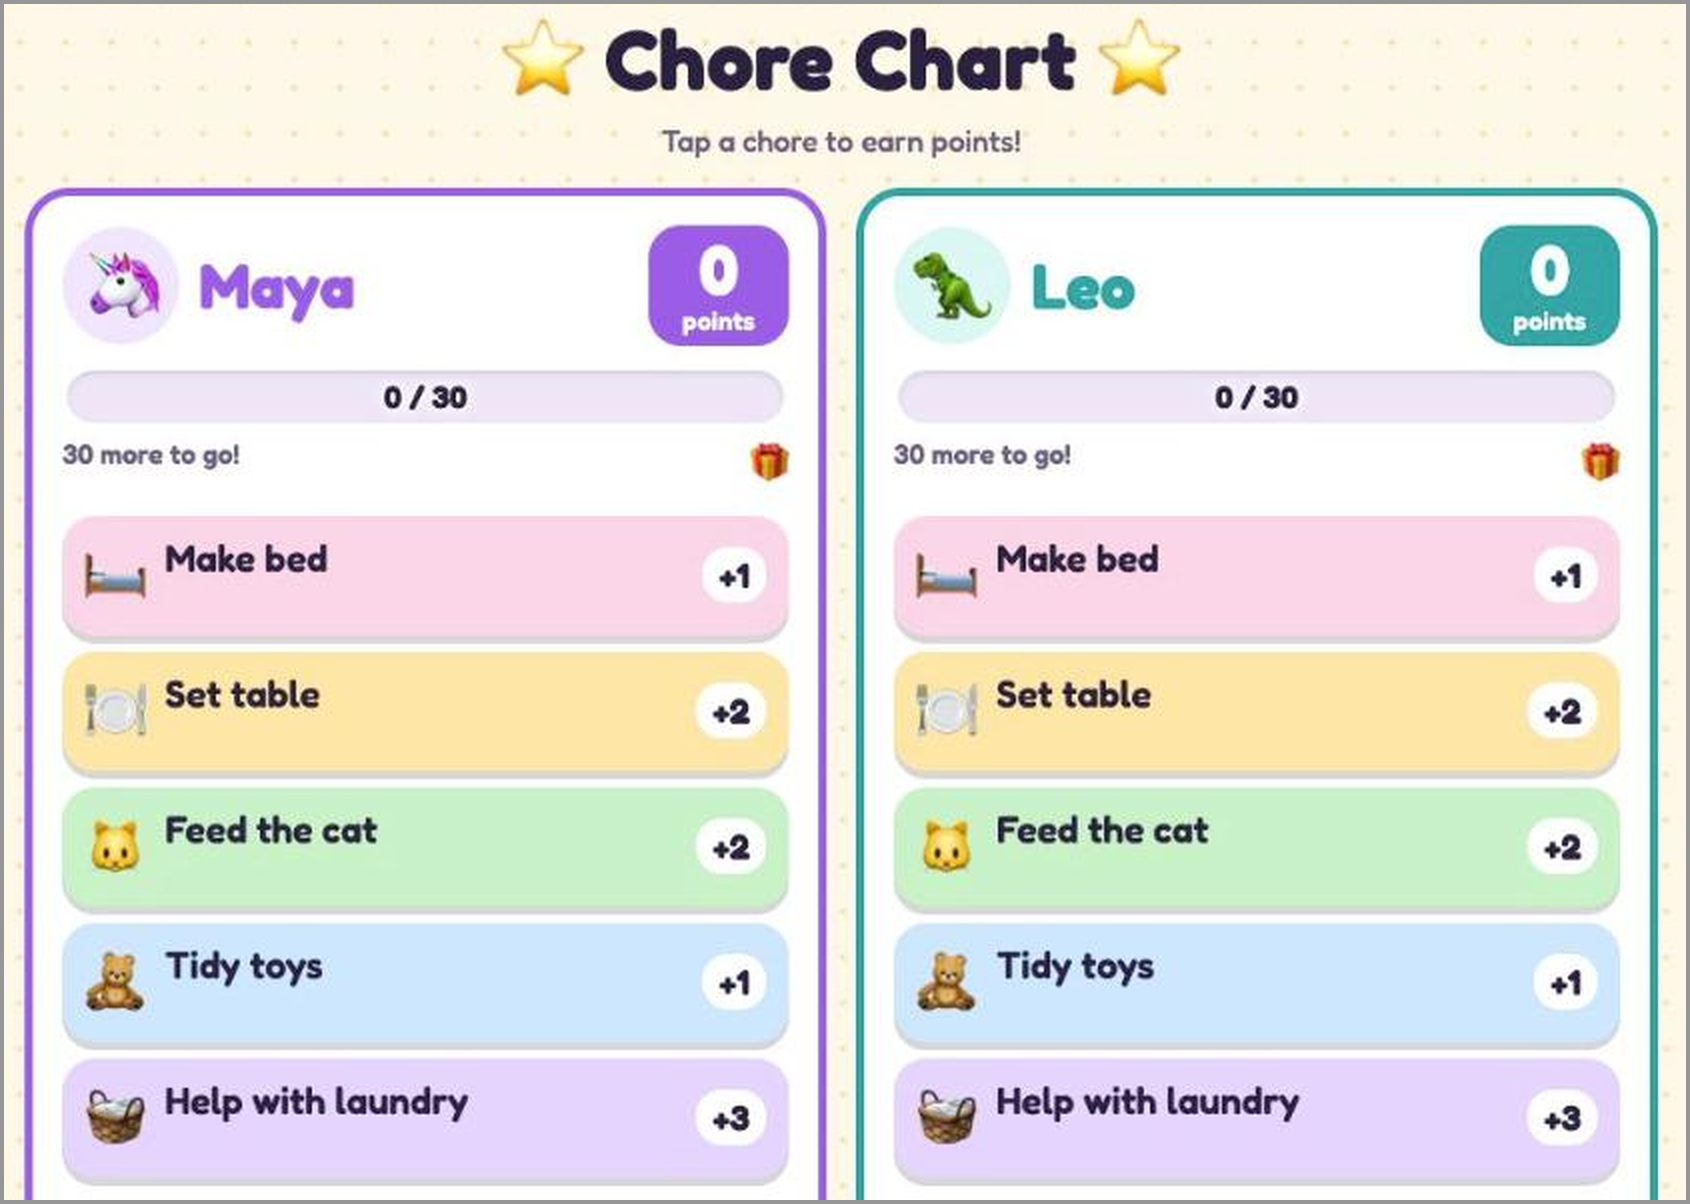 Chore Chart
Tap a chore to earn points!
Maya
0
points
0 / 30
30 more to go!
Make bed
+1
Set table
+2
Feed the cat
+2
Tidy toys
+1
Help with laundry
+3
Leo
0
points
0 / 30
30 more to go!
Make bed
+1
Set table
+2
Feed the cat
+2
Tidy toys
+1
Help with laundry
+3